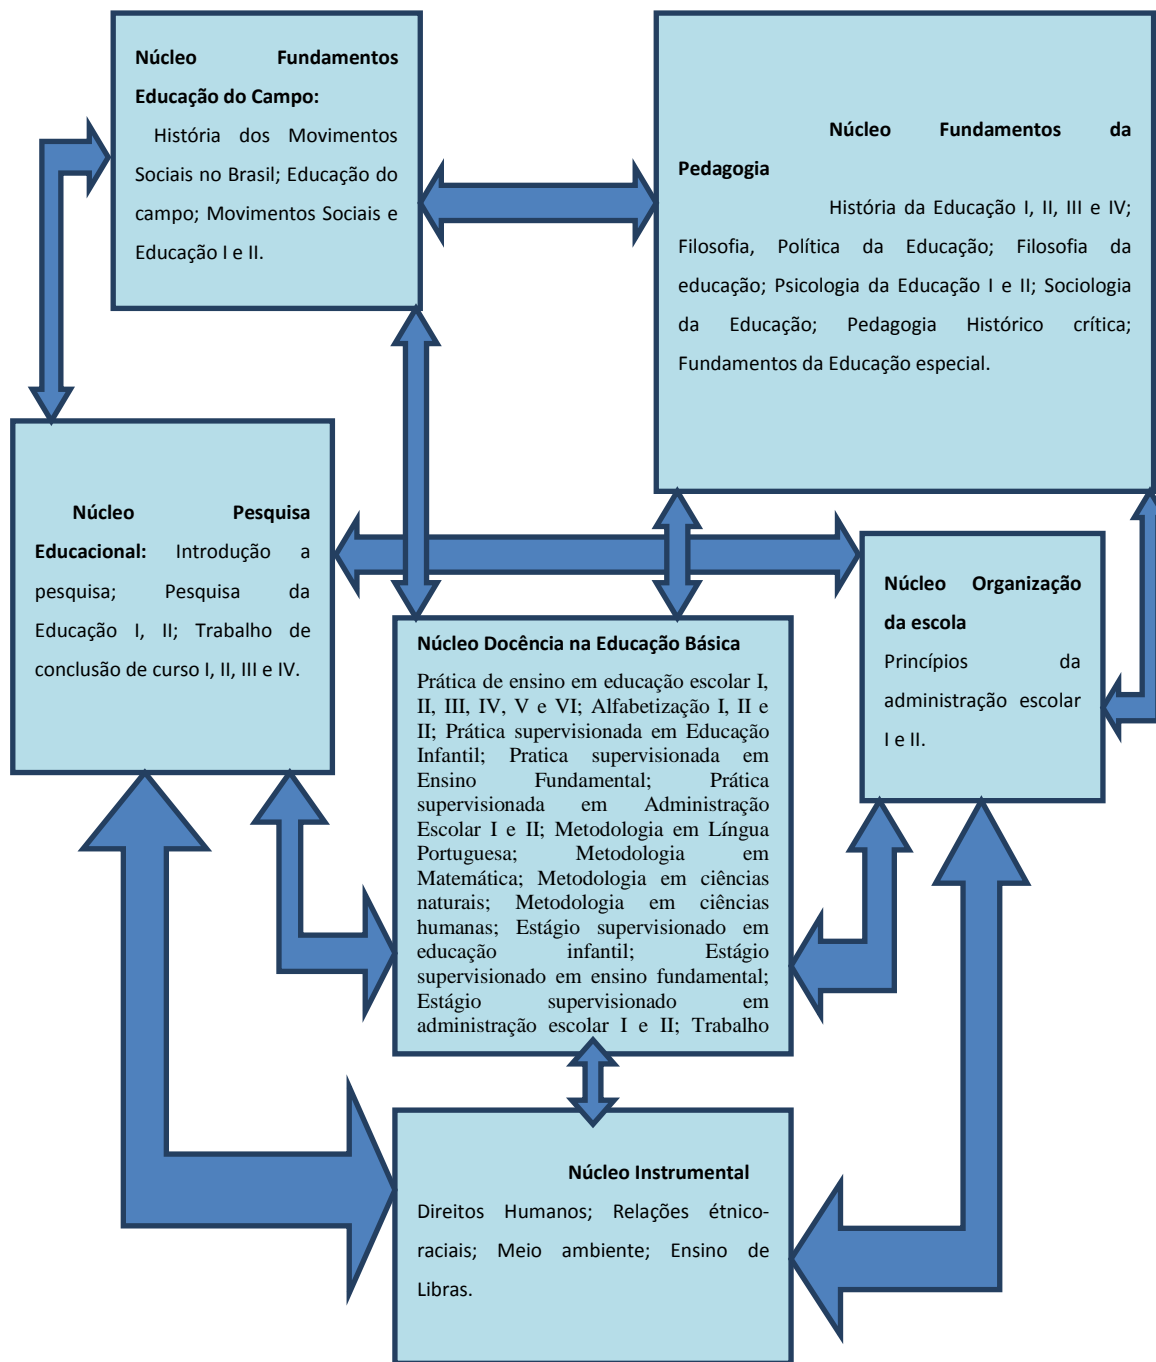 Núcleo Fundamentos
Educação do Campo:
História dos Movimentos
Sociais no Brasil; Educação do
campo; Movimentos Sociais e
Educação I e II.
Núcleo Fundamentos da
Pedagogia
História da Educação I, II, III e IV;
Filosofia, Política da Educação; Filosofia da
educação; Psicologia da Educação I e II; Sociologia
da Educação; Pedagogia Histórico crítica;
Fundamentos da Educação especial.
Núcleo Pesquisa
Educacional: Introdução a
pesquisa; Pesquisa da
Educação I, II; Trabalho de
conclusão de curso I, II, III e IV.
Núcleo Organização
da escola
Princípios da
administração escolar
I e II.
Núcleo Docência na Educação Básica
Prática de ensino em educação escolar I,
II, III, IV, V e VI; Alfabetização I, II e
II; Prática supervisionada em Educação
Infantil; Pratica supervisionada em
Ensino Fundamental; Prática
supervisionada em Administração
Escolar I e II; Metodologia em Língua
Portuguesa; Metodologia em
Matemática; Metodologia em ciências
naturais; Metodologia em ciências
humanas; Estágio supervisionado em
educação infantil; Estágio
supervisionado em ensino fundamental;
Estágio supervisionado em
administração escolar I e II; Trabalho
Núcleo Instrumental
Direitos Humanos; Relações étnico-
raciais; Meio ambiente; Ensino de
Libras.